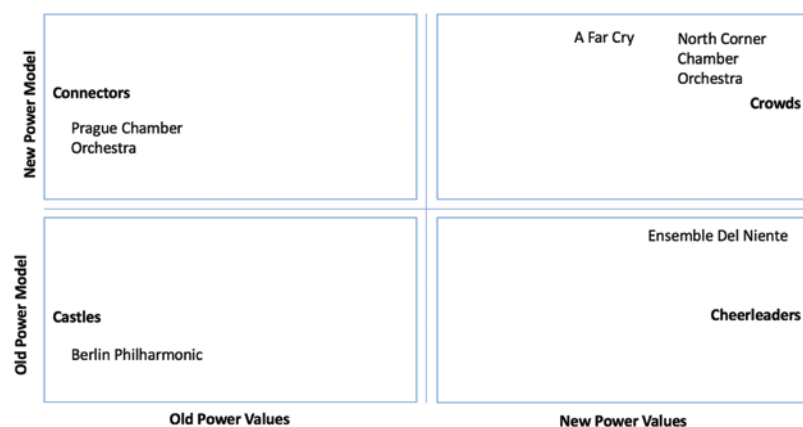 New Power Model
Connectors
Prague Chamber
Orchestra
A Far Cry
North Corner
Chamber
Orchestra
Crowds
Old Power Model
Castles
Berlin Philharmonic
Ensemble Del Niente
Cheerleaders
Old Power Values
New Power Values